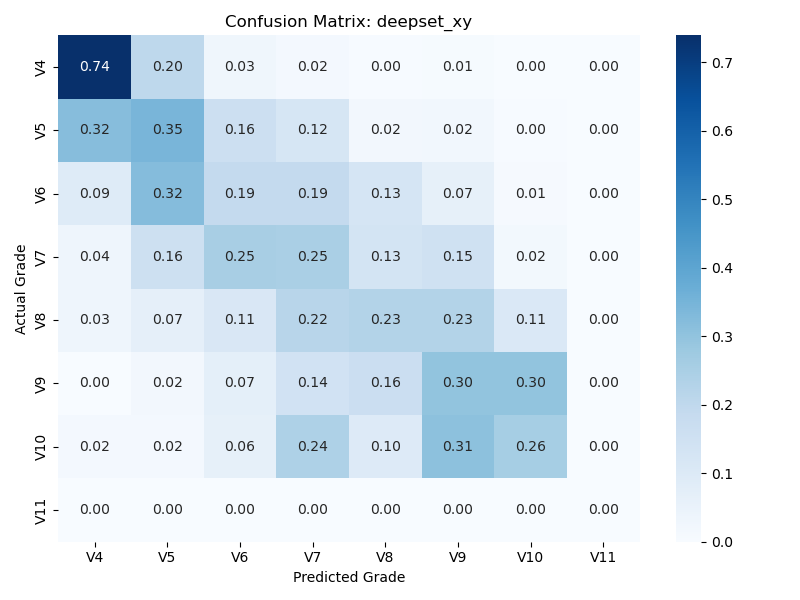 Confusion Matrix: deepset_xy
V4 0.74 0.20 0.03 0.02 0.00 0.01 0.00 0.00
V5 0.32 0.35 0.16 0.12 0.02 0.02 0.00 0.00
V6 0.09 0.32 0.19 0.19 0.13 0.07 0.01 0.00
V7 0.04 0.16 0.25 0.25 0.13 0.15 0.02 0.00
V8 0.03 0.07 0.11 0.22 0.23 0.23 0.11 0.00
V9 0.00 0.02 0.07 0.14 0.16 0.30 0.30 0.00
V10 0.02 0.02 0.06 0.24 0.10 0.31 0.26 0.00
V11 0.00 0.00 0.00 0.00 0.00 0.00 0.00 0.00
V4 V5 V6 V7 V8 V9 V10 V11
Predicted Grade
Actual Grade
0.7
0.6
0.5
0.4
0.3
0.2
0.1
0.0